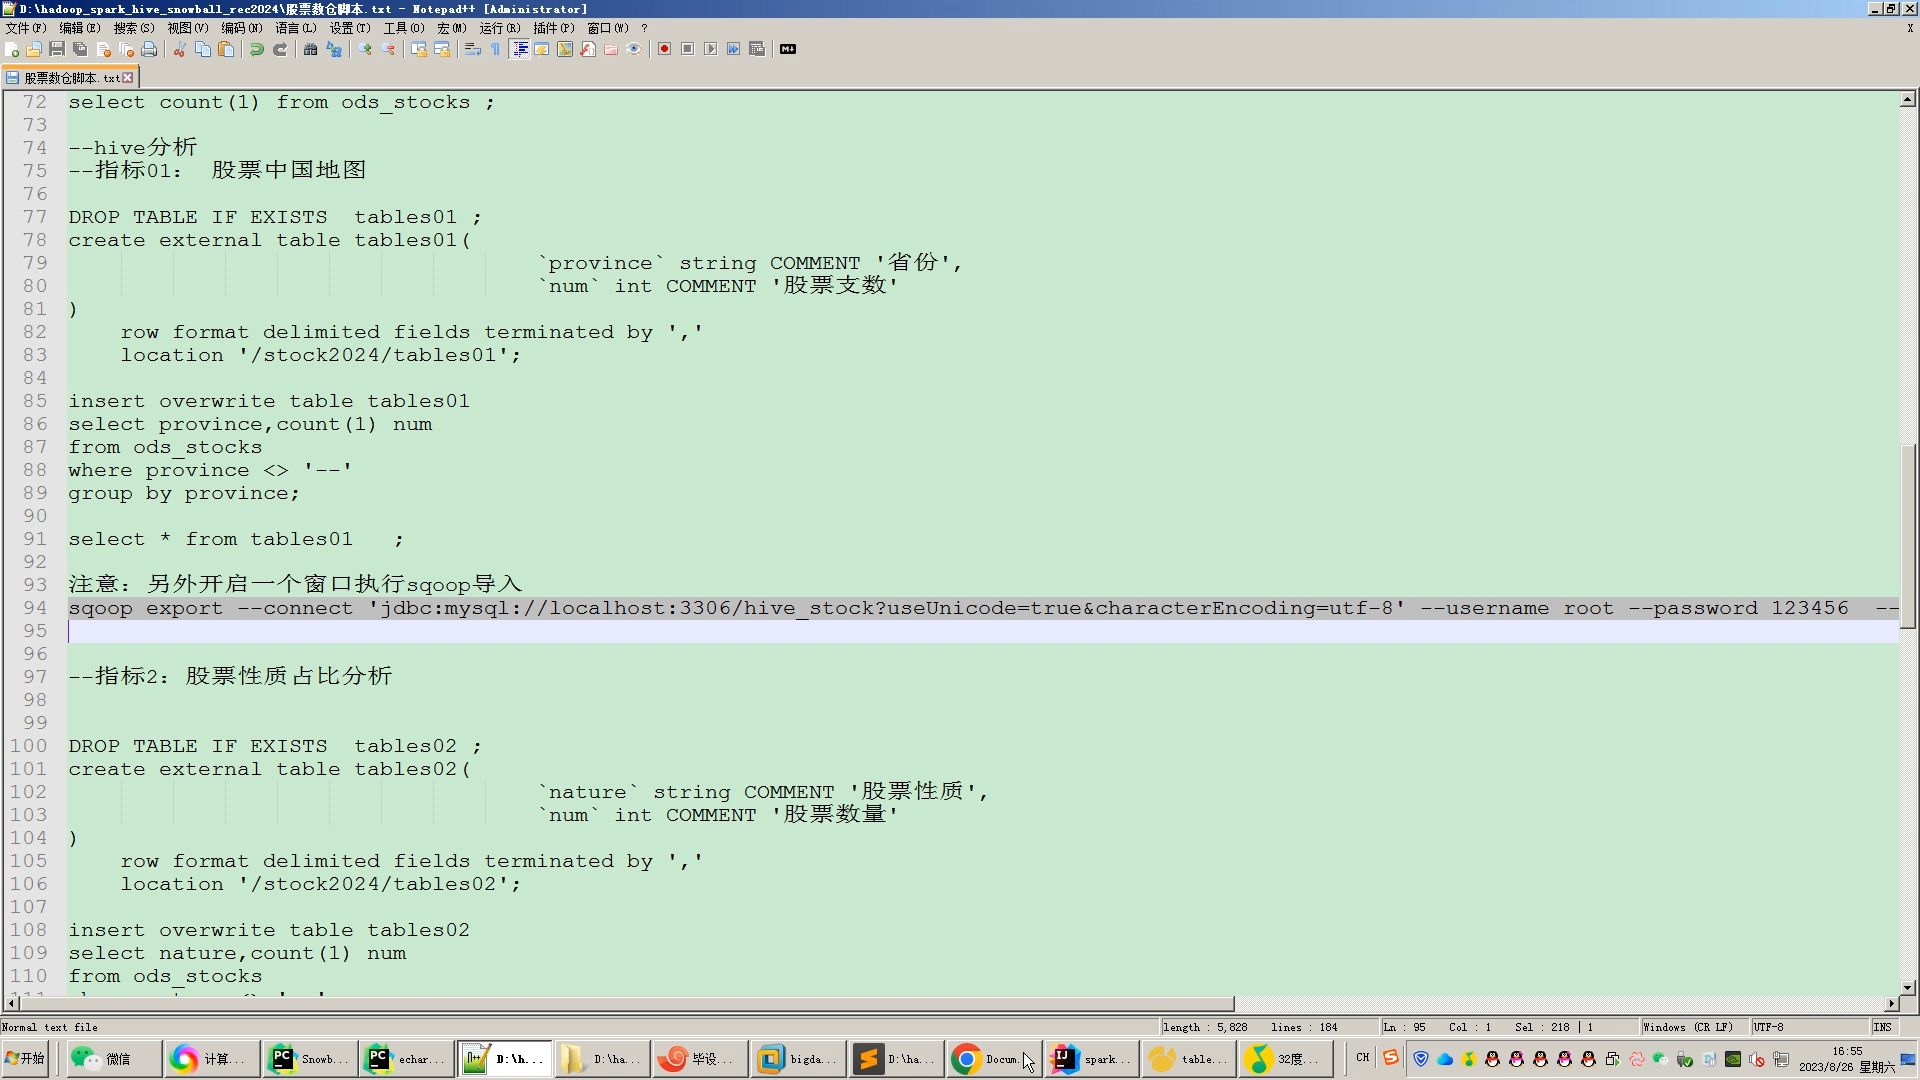 D:\hadoop_spark_hive_snowball_rec2024\股票数仓脚本.txt - Notepad++ [Administrator]
文件(F) 编辑(E) 搜索(S) 视图(V) 编码(N) 语言(L) 设置(T) 工具(O) 宏(M) 运行(R) 插件(P) 窗口(W) ? X
股票数仓脚本.txt
72 select count(1) from ods_stocks ;
73
74 --hive分析
75 --指标01： 股票中国地图
76
77 DROP TABLE IF EXISTS  tables01 ;
78 create external table tables01(
79 `province` string COMMENT '省份',
80 `num` int COMMENT '股票支数'
81 )
82     row format delimited fields terminated by ','
83     location '/stock2024/tables01';
84
85 insert overwrite table tables01
86 select province,count(1) num
87 from ods_stocks
88 where province <> '--'
89 group by province;
90
91 select * from tables01   ;
92
93 注意：另外开启一个窗口执行sqoop导入
94 sqoop export --connect 'jdbc:mysql://localhost:3306/hive_stock?useUnicode=true&characterEncoding=utf-8' --username root --password 123456  --
95
96
97 --指标2：股票性质占比分析
98
99
100 DROP TABLE IF EXISTS  tables02 ;
101 create external table tables02(
102 `nature` string COMMENT '股票性质',
103 `num` int COMMENT '股票数量'
104 )
105     row format delimited fields terminated by ','
106     location '/stock2024/tables02';
107
108 insert overwrite table tables02
109 select nature,count(1) num
110 from ods_stocks
Normal text file length : 5,828 lines : 184 Ln : 95 Col : 1 Sel : 218 | 1 Windows (CR LF) UTF-8 INS
开始 微信 计算... Snowb... echar... D:\h... D:\ha... 毕设... bigda... D:\ha... Docum. spark... table... 32度... CH 16:55
2023/8/26 星期六